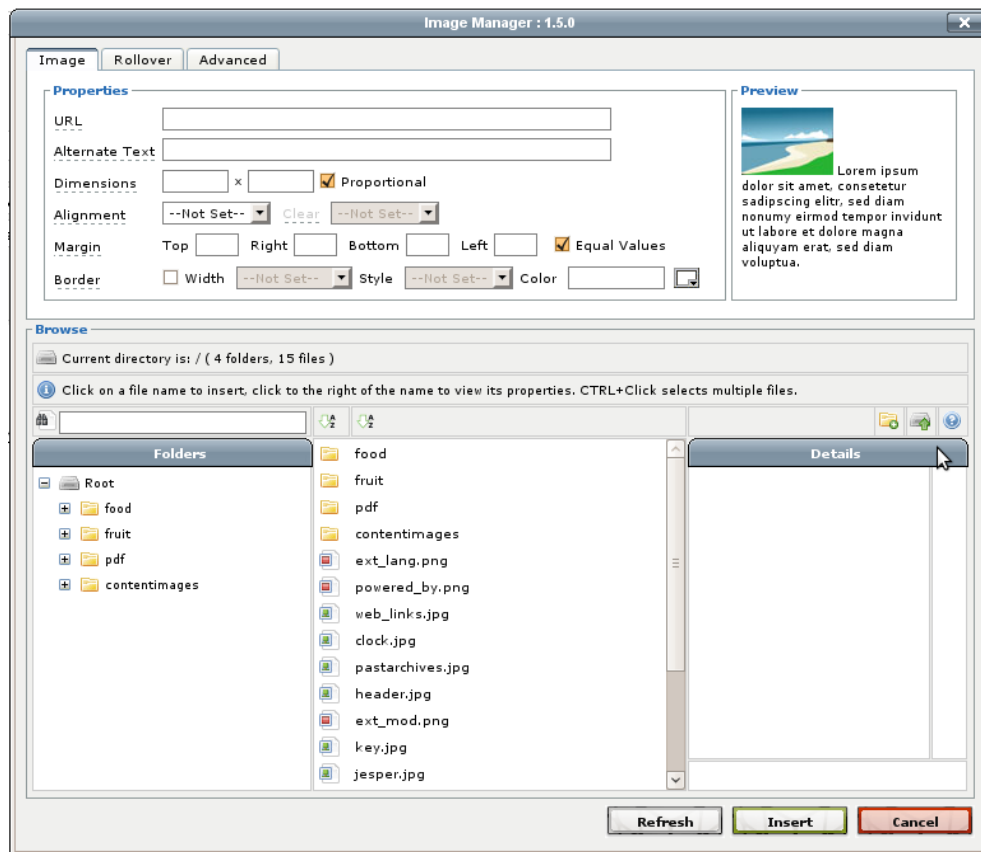 Image Manager : 1.5.0
Image Rollover Advanced
Properties
URL
Alternate Text
Dimensions x Proportional
Alignment --Not Set-- Clear --Not Set--
Margin Top Right Bottom Left Equal Values
Border Width --Not Set-- Style --Not Set-- Color
Preview
Lorem ipsum
dolor sit amet, consetetur
sadipscing elitr, sed diam
nonumy eirmod tempor invidunt
ut labore et dolore magna
aliquyam erat, sed diam
voluptua.
Browse
Current directory is: / ( 4 folders, 15 files )
Click on a file name to insert, click to the right of the name to view its properties. CTRL+Click selects multiple files.
Folders
Root
food
fruit
pdf
contentimages
food
fruit
pdf
contentimages
ext_lang.png
powered_by.png
web_links.jpg
clock.jpg
pastarchives.jpg
header.jpg
ext_mod.png
key.jpg
jesper.jpg
Details
Refresh Insert Cancel